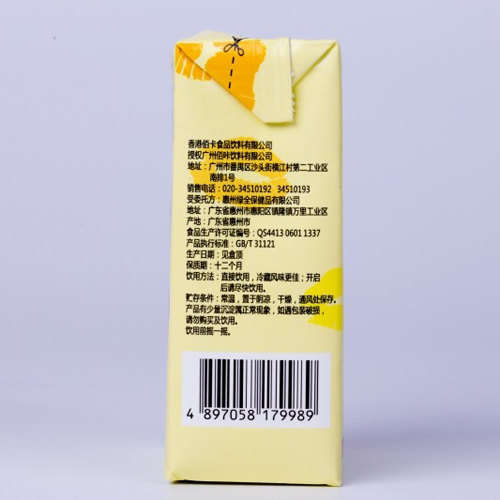 香港佰卡食品饮料有限公司
授权广州佰咔饮料有限公司
地址：广州市番禺区沙头街横江村第二工业区
南排1号
销售电话：020-34510192 34510193
受委托方：惠州绿全保健品有限公司
地址：广东省惠州市惠阳区镇隆镇万里工业区
产地：广东省惠州市
食品生产许可证编号：QS4413 0601 1337
产品执行标准：GB/T 31121
生产日期：见盒顶
保质期：十二个月
饮用方法：直接饮用，冷藏风味更佳；开启
后请尽快饮用。
贮存条件：常温，置于阴凉，干燥，通风处保存。
产品有少量沉淀属正常现象，如遇包装破损，
请勿购买及饮用。
饮用前摇一摇。
4 897058 179989